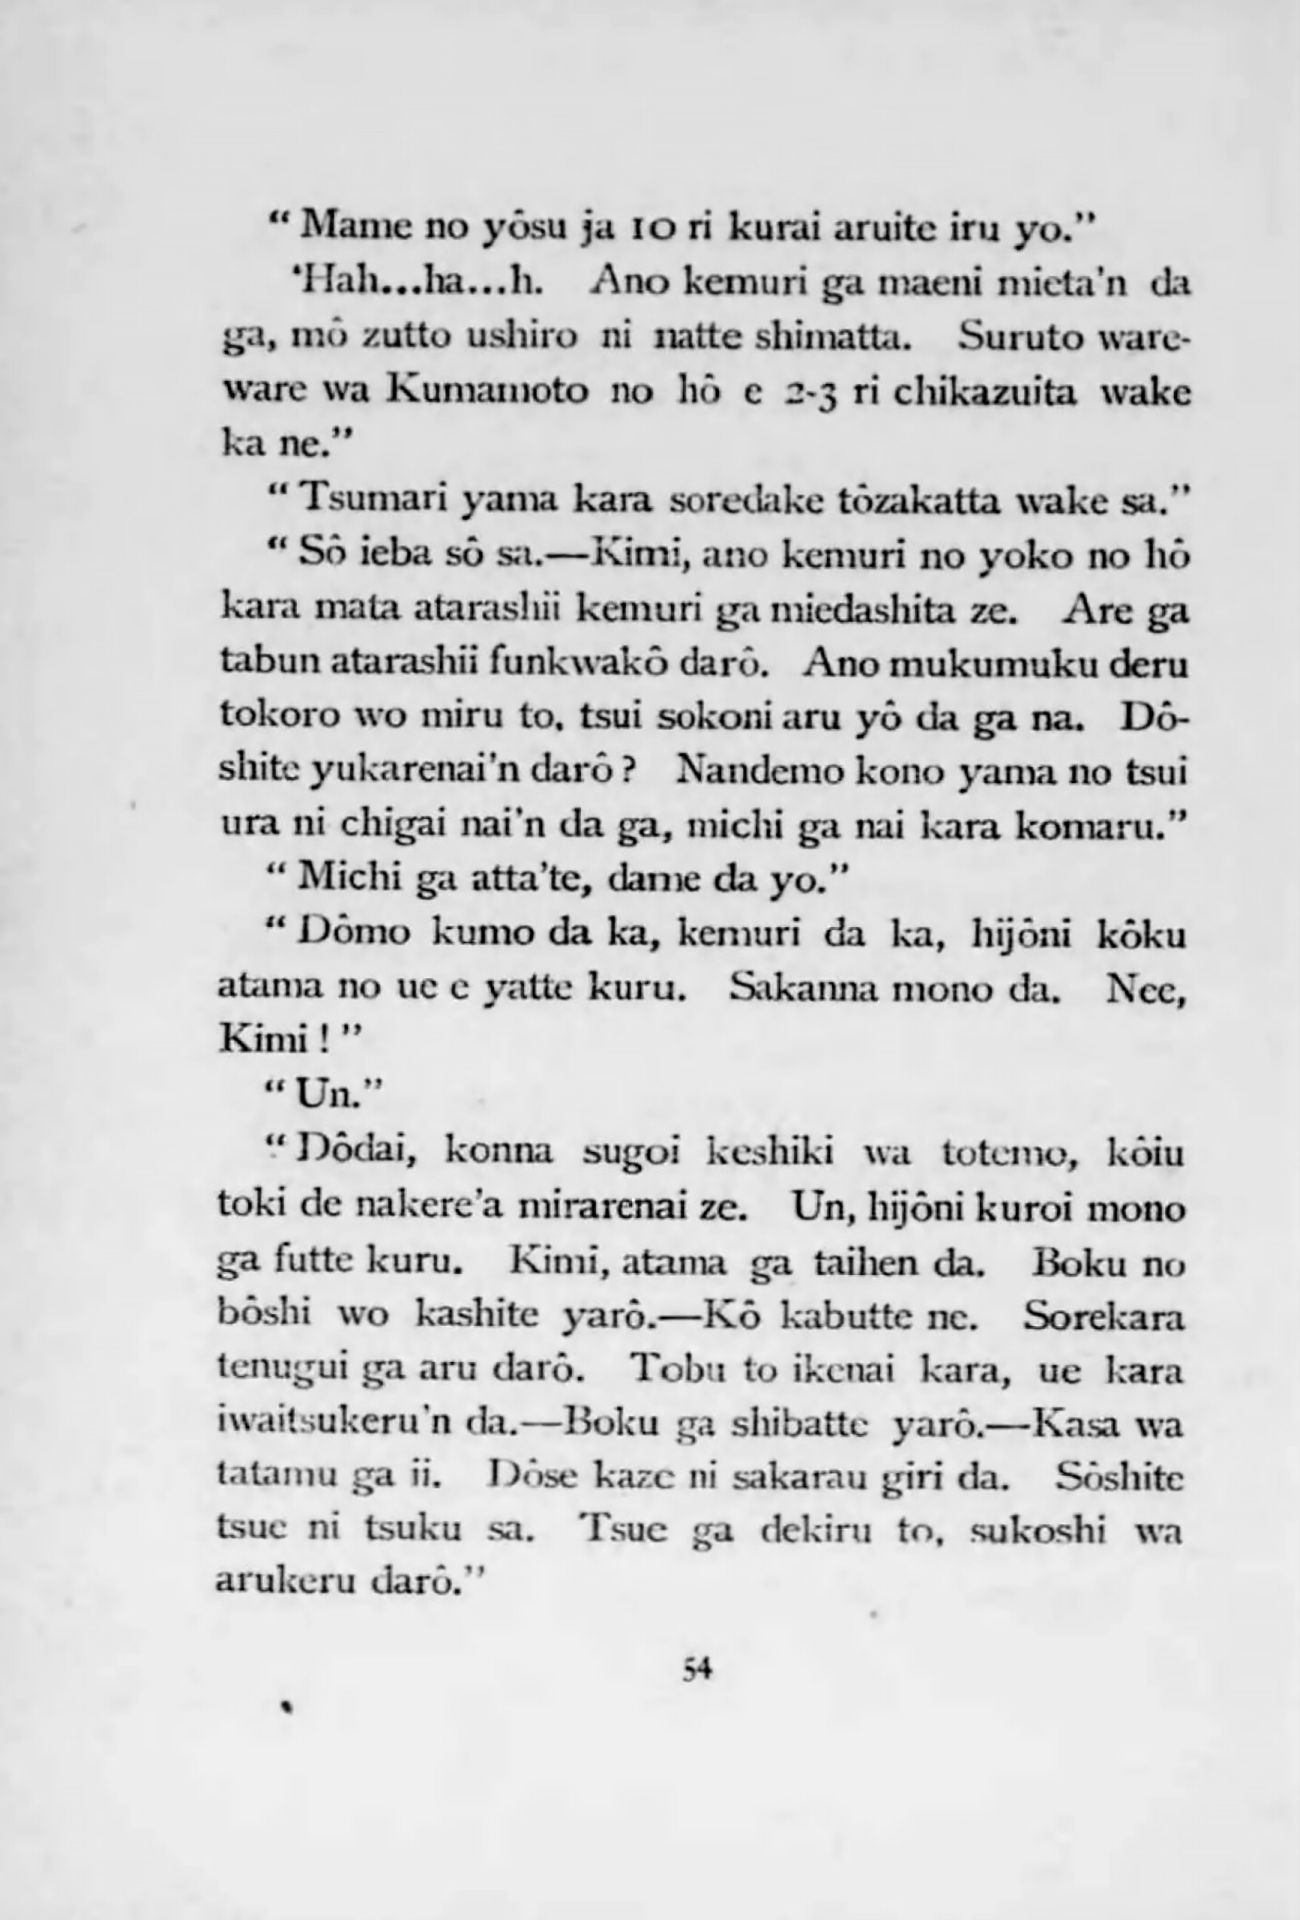 “ Mame no yôsu ja 10 ri kurai aruite iru yo.”
‘Hah...ha...h. Ano kemuri ga maeni mieta’n da
ga, mô zutto ushiro ni natte shimatta. Suruto ware-
ware wa Kumamoto no hô e 2-3 ri chikazuita wake
ka ne.”
“ Tsumari yama kara soredake tôzakatta wake sa.”
“ Sô ieba sô sa.—Kimi, ano kemuri no yoko no hô
kara mata atarashii kemuri ga miedashita ze. Are ga
tabun atarashii funkwakô darô. Ano mukumuku deru
tokoro wo miru to, tsui sokoni aru yô da ga na. Dô-
shite yukarenai’n darô ? Nandemo kono yama no tsui
ura ni chigai nai’n da ga, michi ga nai kara komaru.”
“ Michi ga atta’te, dame da yo.”
“ Dômo kumo da ka, kemuri da ka, hijôni kôku
atama no ue e yatte kuru. Sakanna mono da. Nee,
Kimi ! ”
“ Un.”
“ Dôdai, konna sugoi keshiki wa totemo, kôiu
toki de nakere’a mirarenai ze. Un, hijôni kuroi mono
ga futte kuru. Kimi, atama ga taihen da. Boku no
bôshi wo kashite yarô.—Kô kabutte ne. Sorekara
tenugui ga aru darô. Tobu to ikenai kara, ue kara
iwaitsukeru’n da.—Boku ga shibatte yarô.—Kasa wa
tatamu ga ii. Dôse kaze ni sakarau giri da. Sôshite
tsue ni tsuku sa. Tsue ga dekiru to, sukoshi wa
arukeru darô.”
54